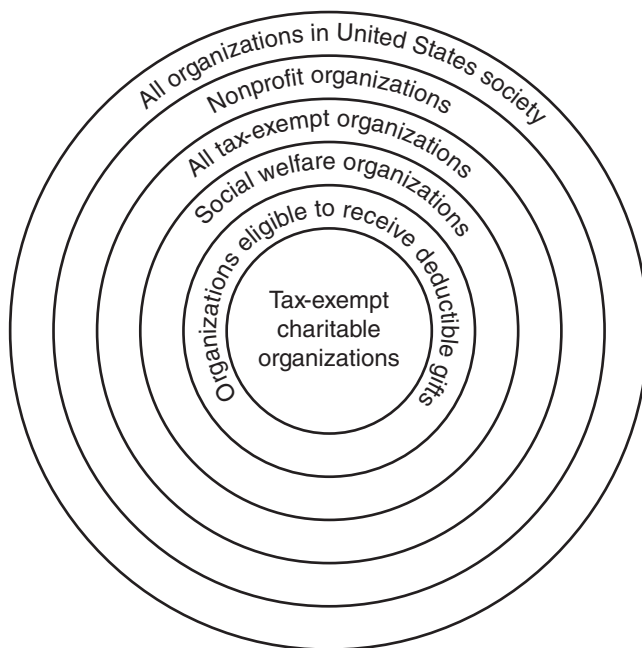 All organizations in United States society
Nonprofit organizations
All tax-exempt organizations
Social welfare organizations
Organizations eligible to receive deductible gifts
Tax-exempt
charitable
organizations